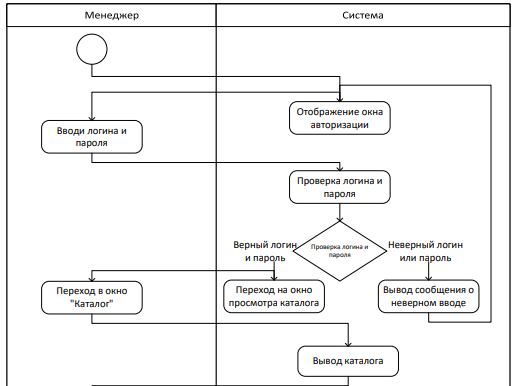 Менеджер
Система
Отображение окна
авторизации
Вводи логина и
пароля
Проверка логина и
пароля
Проверка логина и
пароля
Верный логин
и пароль
Неверный логин
или пароль
Переход в окно
"Каталог"
Переход на окно
просмотра каталога
Вывод сообщения о
неверном вводе
Вывод каталога